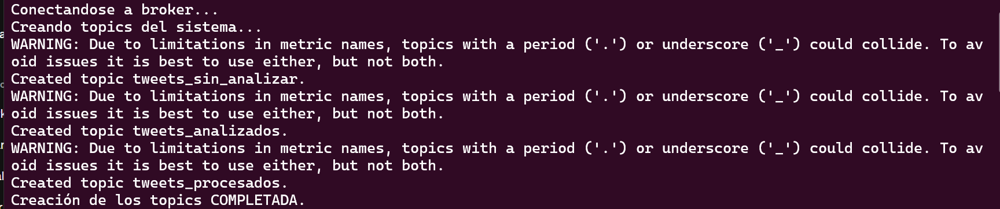 Conectandose a broker...
Creando topics del sistema...
WARNING: Due to limitations in metric names, topics with a period ('.') or underscore ('_') could collide. To av
oid issues it is best to use either, but not both.
Created topic tweets_sin_analizar.
WARNING: Due to limitations in metric names, topics with a period ('.') or underscore ('_') could collide. To av
oid issues it is best to use either, but not both.
Created topic tweets_analizados.
WARNING: Due to limitations in metric names, topics with a period ('.') or underscore ('_') could collide. To av
oid issues it is best to use either, but not both.
Created topic tweets_procesados.
Creación de los topics COMPLETADA.